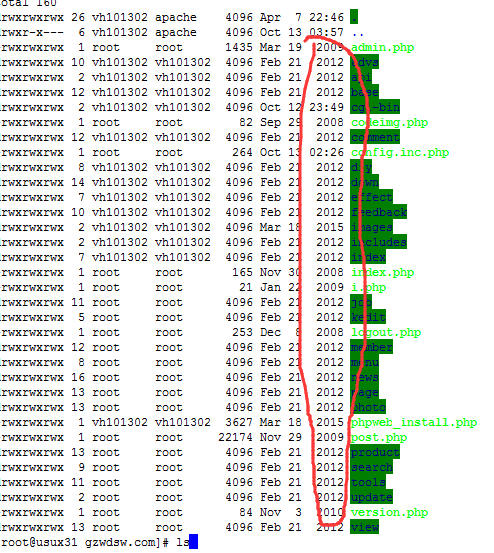 total 160
rwxrwxrwx 26 vh101302 apache 4096 Apr 7 22:46 .
rwxr-x--- 6 vh101302 apache 4096 Oct 13 03:57 ..
rwxrwxrwx 1 root root 1435 Mar 19 2009 admin.php
rwxrwxrwx 10 vh101302 vh101302 4096 Feb 21 2012 advs
rwxrwxrwx 2 vh101302 vh101302 4096 Feb 21 2012 api
rwxrwxrwx 12 vh101302 vh101302 4096 Feb 21 2012 base
rwxrwxrwx 2 vh101302 vh101302 4096 Oct 12 23:49 cgi-bin
rwxrwxrwx 1 root root 82 Sep 29 2008 codeimg.php
rwxrwxrwx 12 vh101302 vh101302 4096 Feb 21 2012 comment
rwxrwxrwx 1 root root 264 Oct 13 02:26 config.inc.php
rwxrwxrwx 8 vh101302 vh101302 4096 Feb 21 2012 diy
rwxrwxrwx 14 vh101302 vh101302 4096 Feb 21 2012 down
rwxrwxrwx 7 vh101302 vh101302 4096 Feb 21 2012 effect
rwxrwxrwx 10 vh101302 vh101302 4096 Feb 21 2012 feedback
rwxrwxrwx 2 vh101302 vh101302 4096 Mar 18 2015 images
rwxrwxrwx 2 vh101302 vh101302 4096 Feb 21 2012 includes
rwxrwxrwx 7 vh101302 vh101302 4096 Feb 21 2012 index
rwxrwxrwx 1 root root 165 Nov 30 2008 index.php
rwxrwxrwx 1 root root 21 Jan 22 2009 i.php
rwxrwxrwx 11 root root 4096 Feb 21 2012 job
rwxrwxrwx 5 root root 4096 Feb 21 2012 kedit
rwxrwxrwx 1 root root 253 Dec 8 2008 logout.php
rwxrwxrwx 12 root root 4096 Feb 21 2012 member
rwxrwxrwx 8 root root 4096 Feb 21 2012 menu
rwxrwxrwx 16 root root 4096 Feb 21 2012 news
rwxrwxrwx 13 root root 4096 Feb 21 2012 page
rwxrwxrwx 13 root root 4096 Feb 21 2012 photo
rwxrwxrwx 1 vh101302 vh101302 3627 Mar 18 2015 phpweb_install.php
rwxrwxrwx 1 root root 22174 Nov 29 2009 post.php
rwxrwxrwx 13 root root 4096 Feb 21 2012 product
rwxrwxrwx 9 root root 4096 Feb 21 2012 search
rwxrwxrwx 11 root root 4096 Feb 21 2012 tools
rwxrwxrwx 2 root root 4096 Feb 21 2012 update
rwxrwxrwx 1 root root 84 Nov 3 2010 version.php
rwxrwxrwx 13 root root 4096 Feb 21 2012 view
root@usux31 gzwdsw.com]# ls